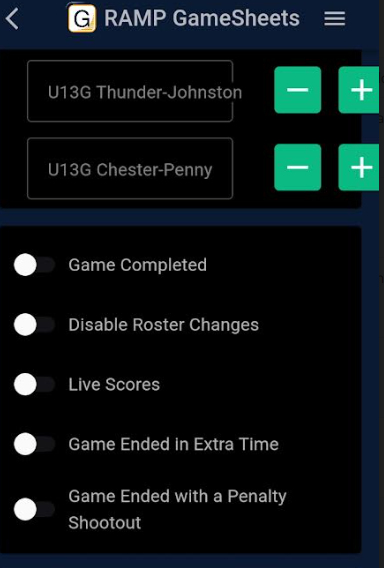 G RAMP GameSheets
U13G Thunder-Johnston
U13G Chester-Penny
Game Completed
Disable Roster Changes
Live Scores
Game Ended in Extra Time
Game Ended with a Penalty
Shootout